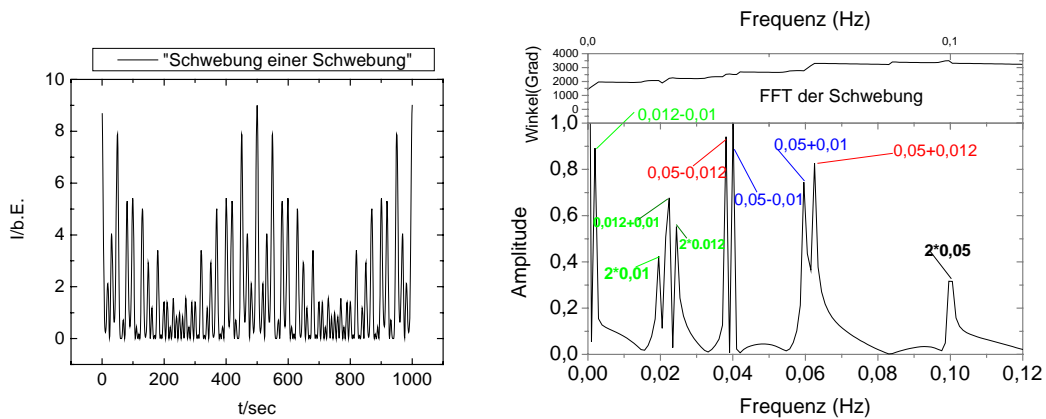 "Schwebung einer Schwebung"
10
8
6
4
2
0
I/b.E.
0 200 400 600 800 1000
t/sec
Frequenz (Hz)
0,0 0,1
4000
3000
2000
1000
0
Winkel(Grad)
FFT der Schwebung
0,012-0,01
0,05+0,01
0,05+0,012
0,05-0,012
0,05-0,01
0,012+0,01
2*0.012
2*0,01
2*0,05
1,0
0,8
0,6
0,4
0,2
0,0
Amplitude
0,00 0,02 0,04 0,06 0,08 0,10 0,12
Frequenz (Hz)